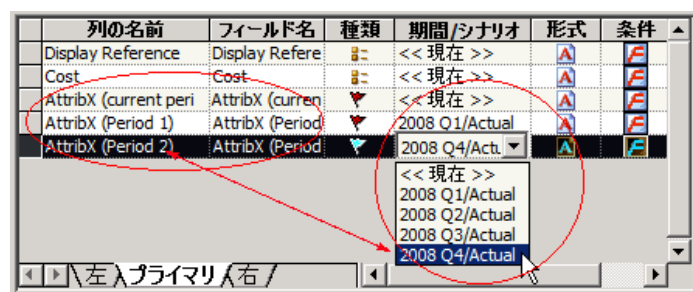 列の名前 フィールド名 種類 期間/シナリオ 形式 条件
Display Reference Display Refere << 現在 >> A F
Cost Cost << 現在 >> A F
AttribX (current peri AttribX (curren << 現在 >> A F
AttribX (Period 1) AttribX (Period 2008 Q1/Actual A F
AttribX (Period 2) AttribX (Period 2008 Q4/Actu A F
<< 現在 >>
2008 Q1/Actual
2008 Q2/Actual
2008 Q3/Actual
2008 Q4/Actual
左 プライマリ 右